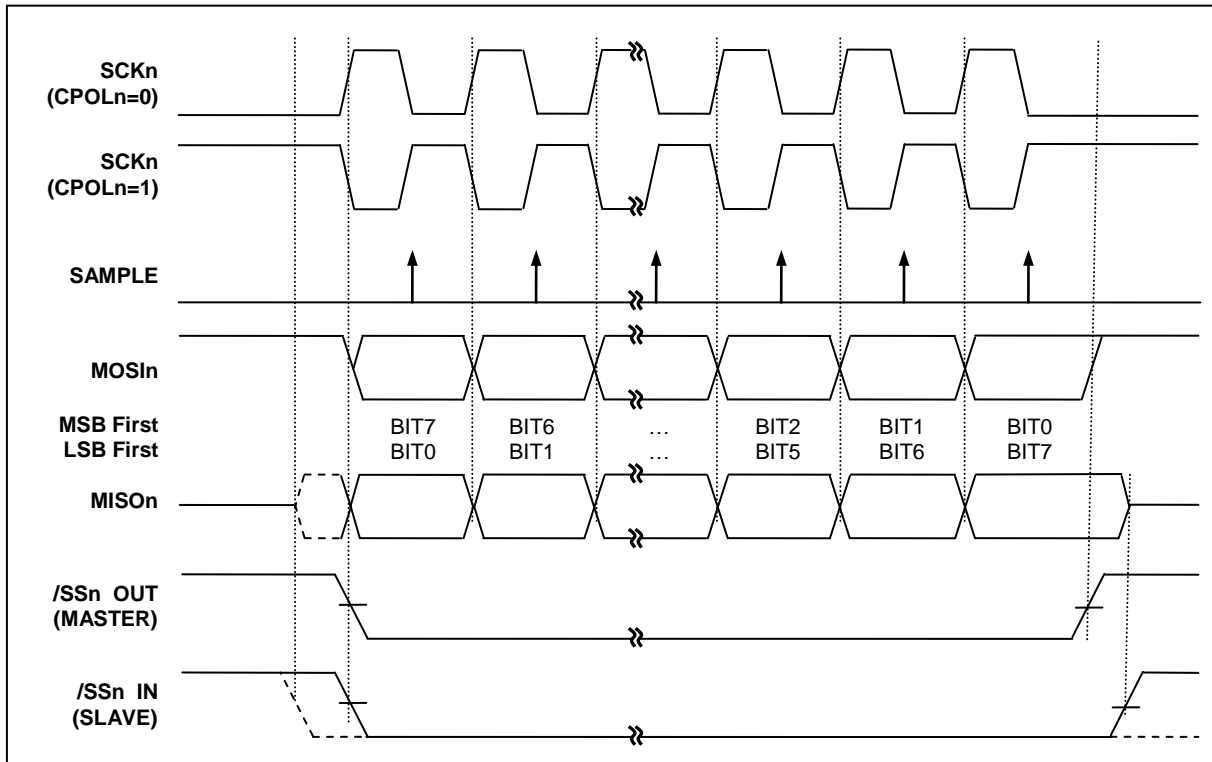 SCKn
(CPOLn=0)
SCKn
(CPOLn=1)
SAMPLE
MOSIn
MSB First BIT7 BIT6 … BIT2 BIT1 BIT0
LSB First BIT0 BIT1 … BIT5 BIT6 BIT7
MISOn
/SSn OUT
(MASTER)
/SSn IN
(SLAVE)